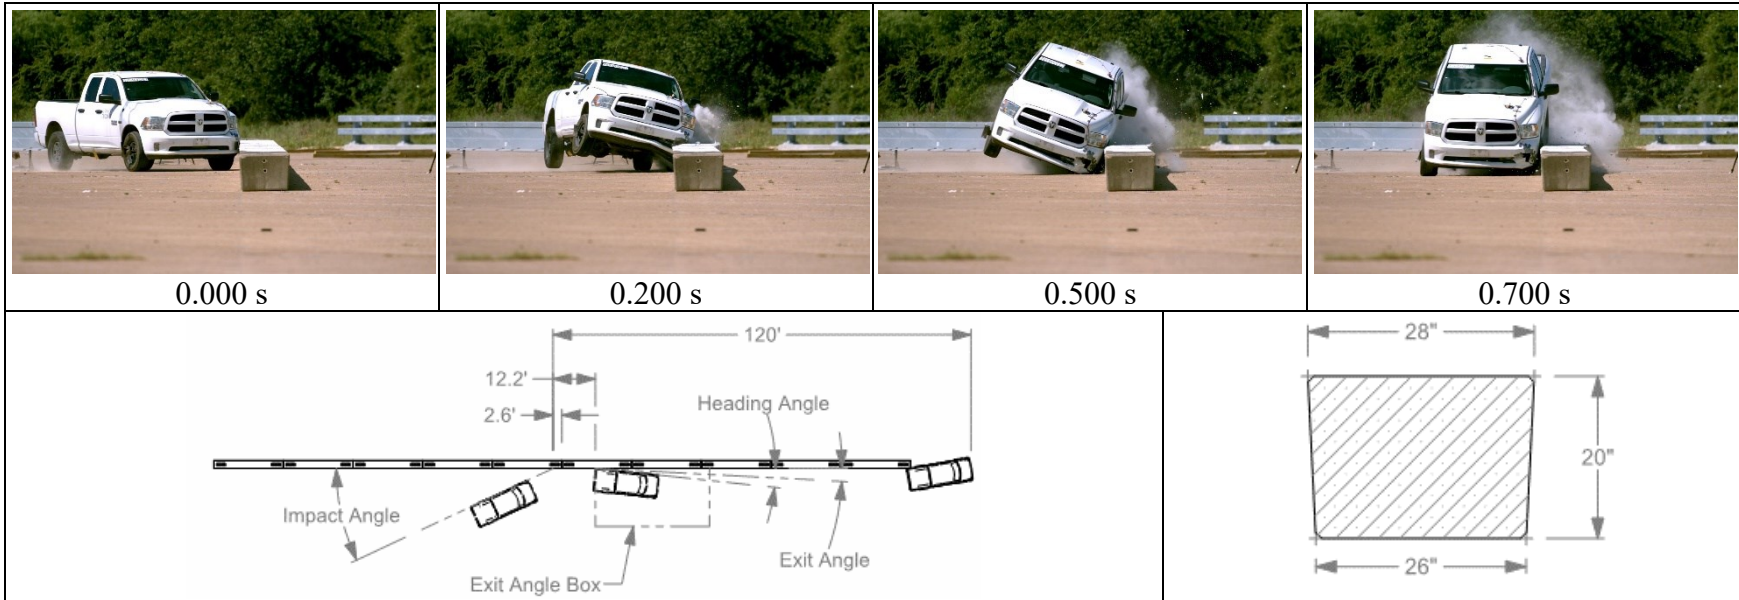 0.000 s
0.200 s
0.500 s
0.700 s
120'
12.2'
2.6'
Heading Angle
Impact Angle
Exit Angle
Exit Angle Box
28"
20"
26"